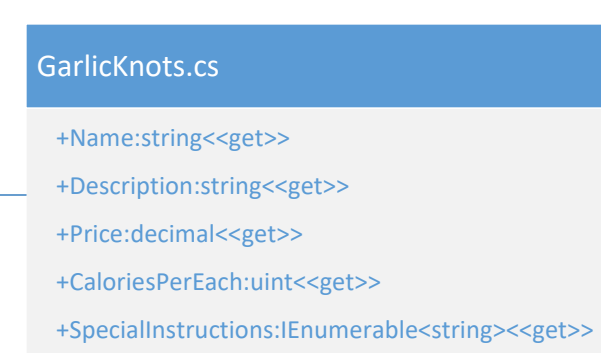 GarlicKnots.cs
+Name:string<<get>>
+Description:string<<get>>
+Price:decimal<<get>>
+CaloriesPerEach:uint<<get>>
+SpecialInstructions:IEnumerable<string><<get>>